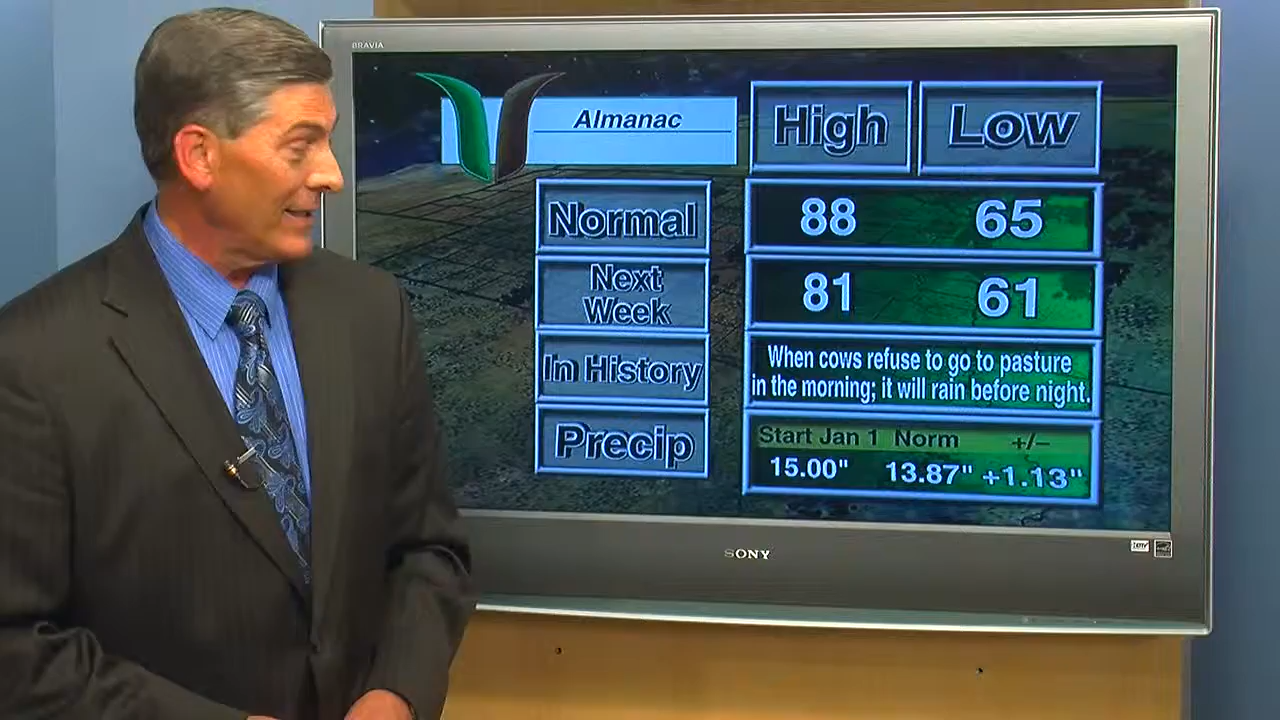 BRAVIA
Almanac
High Low
Normal 88 65
Next
Week
81 61
In History
When cows refuse to go to pasture
in the morning; it will rain before night.
Precip
Start Jan 1 Norm +/-
15.00" 13.87" +1.13"
SONY